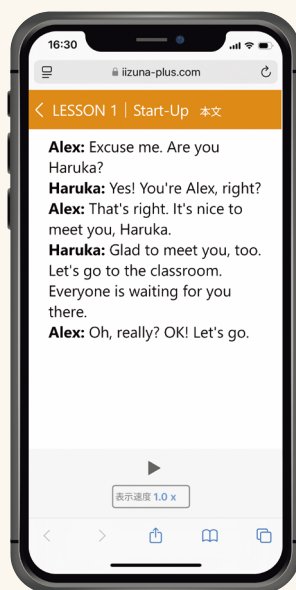 16:30
iizuna-plus.com
LESSON 1 | Start-Up 本文
Alex: Excuse me. Are you
Haruka?
Haruka: Yes! You're Alex, right?
Alex: That's right. It's nice to
meet you, Haruka.
Haruka: Glad to meet you, too.
Let's go to the classroom.
Everyone is waiting for you
there.
Alex: Oh, really? OK! Let's go.
表示速度 1.0 x